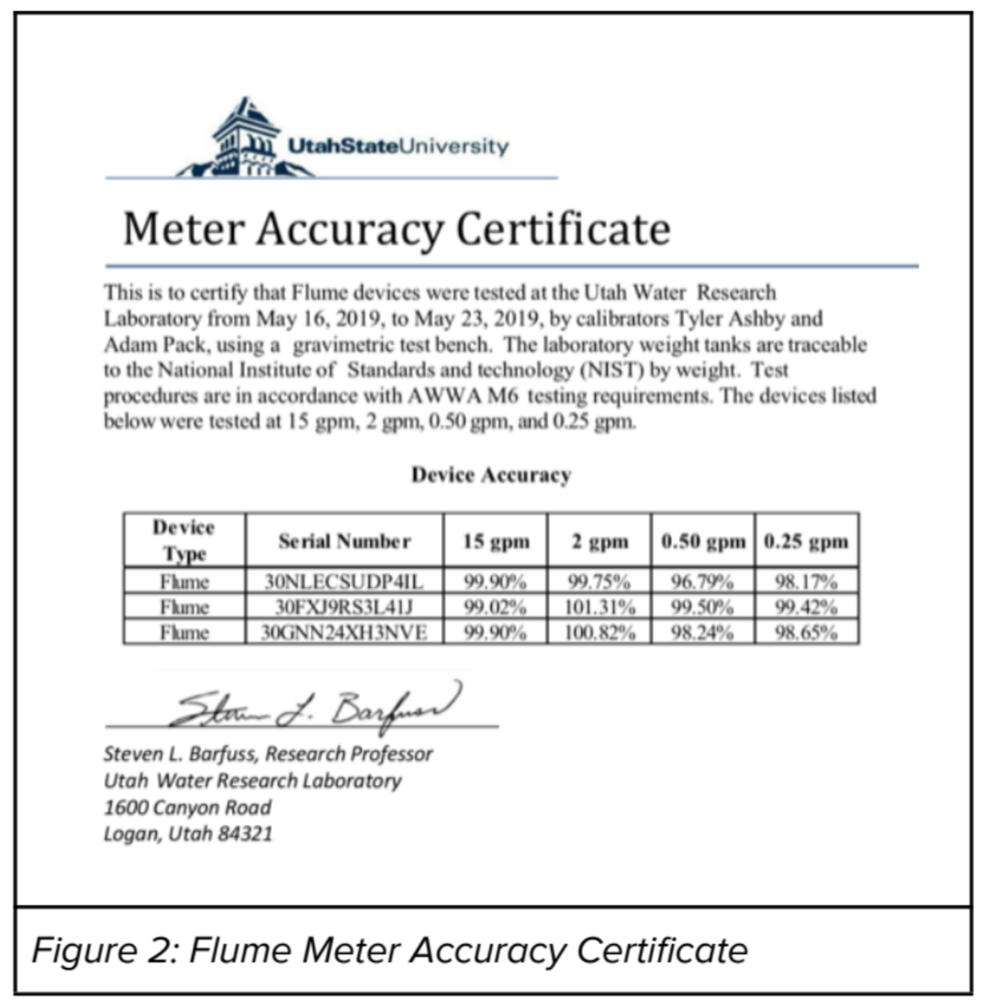 UtahStateUniversity
Meter Accuracy Certificate
This is to certify that Flume devices were tested at the Utah Water Research
Laboratory from May 16, 2019, to May 23, 2019, by calibrators Tyler Ashby and
Adam Pack, using a gravimetric test bench. The laboratory weight tanks are traceable
to the National Institute of Standards and technology (NIST) by weight. Test
procedures are in accordance with AWWA M6 testing requirements. The devices listed
below were tested at 15 gpm, 2 gpm, 0.50 gpm, and 0.25 gpm.
Device Accuracy
Device Type Serial Number 15 gpm 2 gpm 0.50 gpm 0.25 gpm
Flume 30NLECSUDP4IL 99.90% 99.75% 96.79% 98.17%
Flume 30FXJ9RS3L41J 99.02% 101.31% 99.50% 99.42%
Flume 30GNN24XH3NVE 99.90% 100.82% 98.24% 98.65%
Steven L. Barfuss
Steven L. Barfuss, Research Professor
Utah Water Research Laboratory
1600 Canyon Road
Logan, Utah 84321
Figure 2: Flume Meter Accuracy Certificate